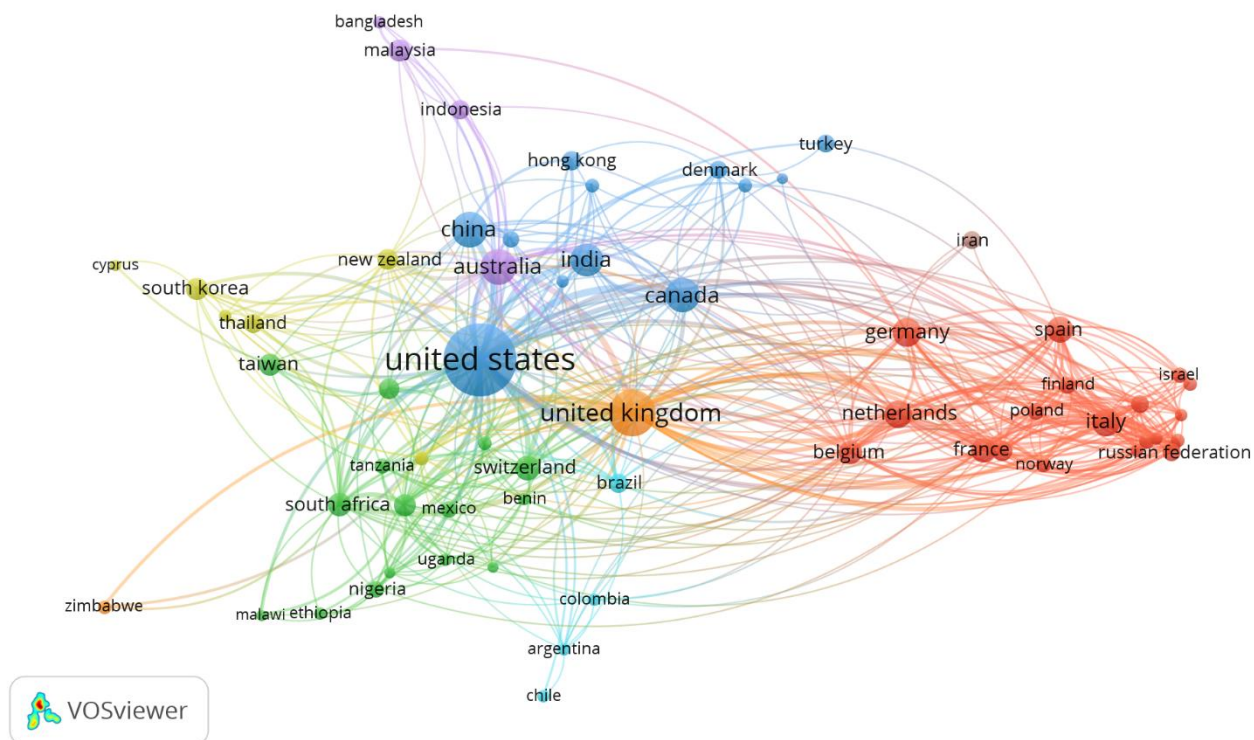 bangladesh
malaysia
indonesia
turkey
hong kong
denmark
china
iran
australia
india
new zealand
cyprus
south korea
canada
thailand
germany
spain
united states
taiwan
israel
finland
united kingdom
netherlands
poland
italy
belgium
france
russian federation
tanzania
switzerland
norway
brazil
benin
south africa
mexico
uganda
nigeria
colombia
zimbabwe
malawi
ethiopia
argentina
chile
VOSviewer